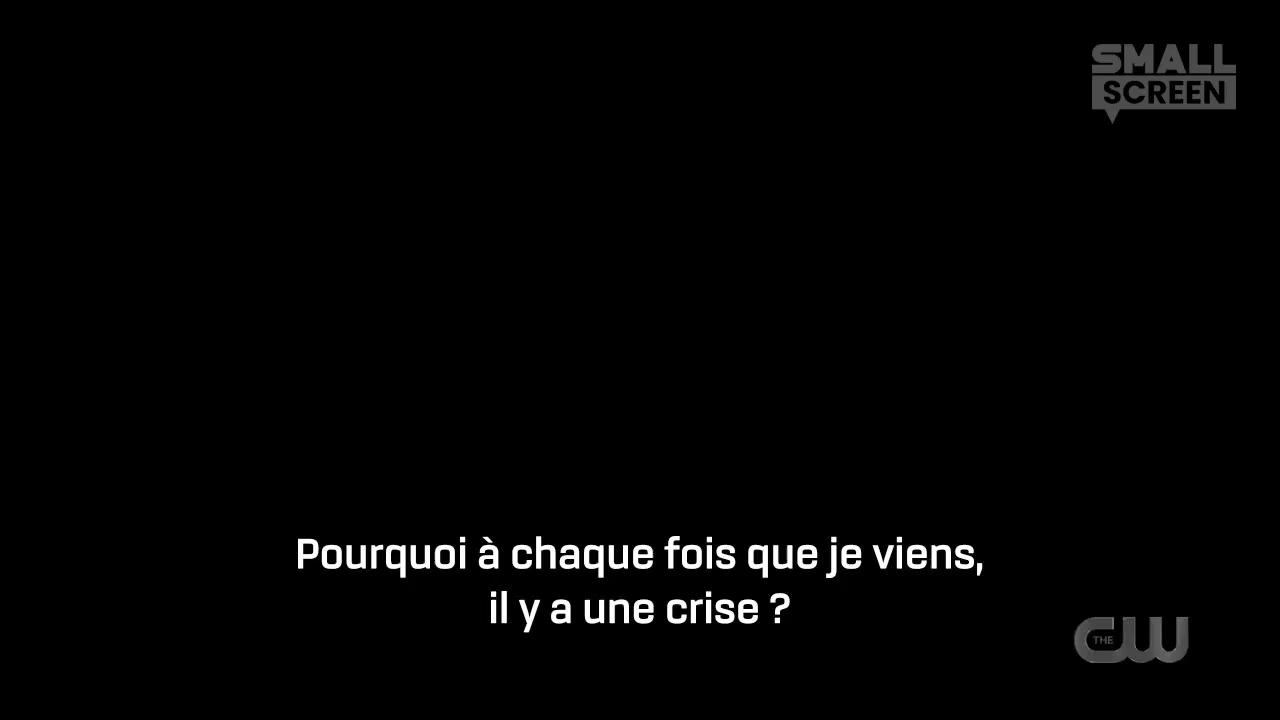 SMALL
SCREEN
Pourquoi à chaque fois que je viens,
il y a une crise ?
THE CW